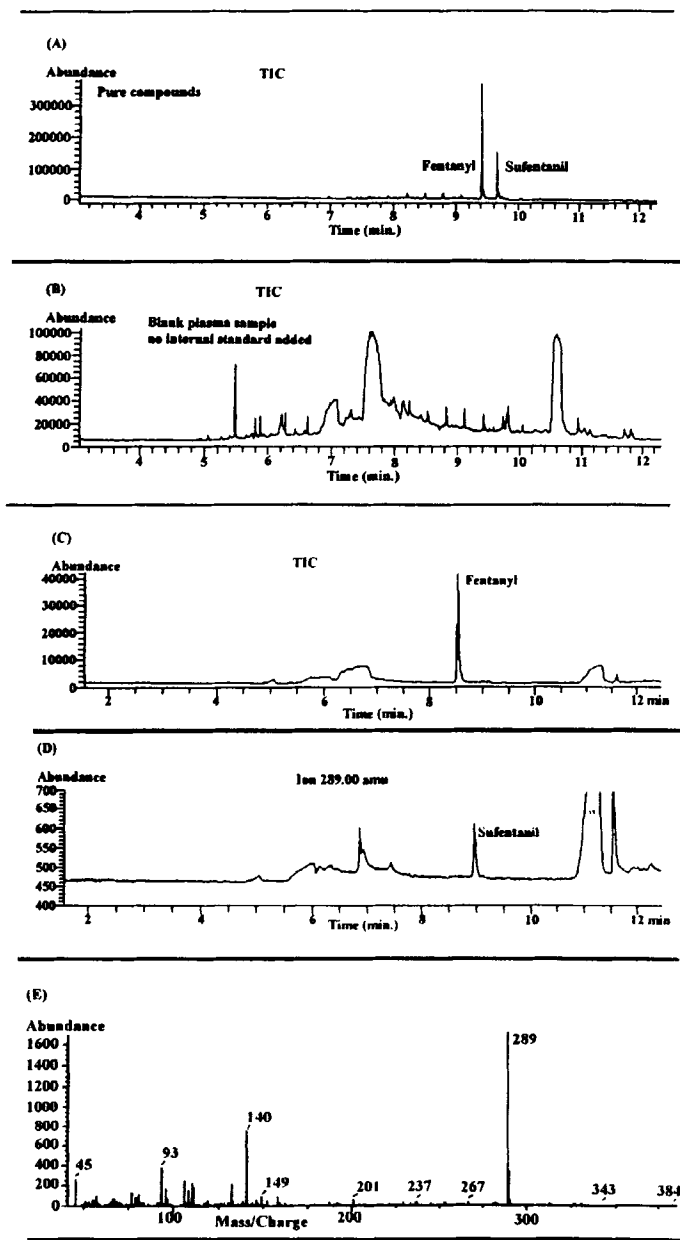 (A)
Abundance
TIC
Pure compounds
300000
200000
100000
0
Fentanyl
Sufentanil
4 5 6 7 8 9 10 11 12
Time (min.)
(B)
TIC
Abundance
Blank plasma sample
no internal standard added
100000
80000
60000
40000
20000
0
4 5 6 7 8 9 10 11 12
Time (min.)
(C)
Abundance
TIC
Fentanyl
40000
30000
20000
10000
0
2 4 6 8 10 12 min
Time (min.)
(D)
Abundance
Ion 289.00 amu
700
650
600
550
500
450
400
Sufentanil
2 4 6 8 10 12 min
Time (min.)
(E)
Abundance
1600
1400
1200
1000
800
600
400
200
0
45
93
140
149
201
237
267
289
343
384
100 200 300
Mass/Charge